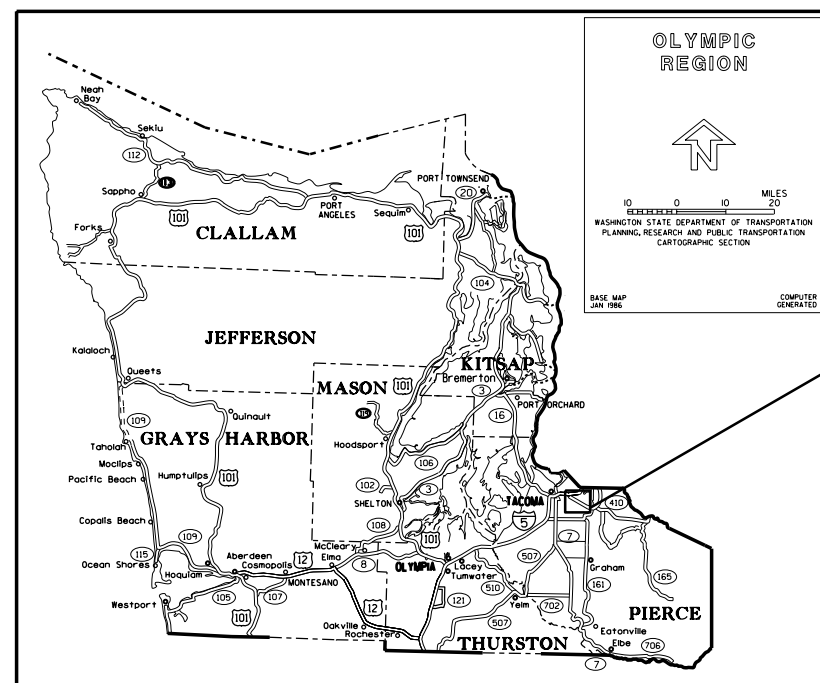 OLYMPIC
REGION
N
MILES
10 0 10 20
WASHINGTON STATE DEPARTMENT OF TRANSPORTATION
PLANNING, RESEARCH AND PUBLIC TRANSPORTATION
CARTOGRAPHIC SECTION
BASE MAP
JAN 1986
COMPUTER
GENERATED
Neah
Bay
Sekiu
112
Sappho
101
PORT
ANGELES
Sequim
101
PORT TOWNSEND
20
CLALLAM
Forks
104
JEFFERSON
Kalaloch
Queets
KITSAP
Bremerton
3
MASON
101
16
PORT ORCHARD
109
Quinault
Taholah
GRAYS HARBOR
Hoodsport
Moclips
Pacific Beach
Humptulips
101
106
102
3
SHELTON
TACOMA
410
Copalis Beach
109
108
101
5
7
115
Ocean Shores
Hoquiam
Aberdeen
Cosmopolis
12
MONTESANO
McCleary
Elma
8
OLYMPIA
Lacey
Tumwater
507
510
Graham
161
165
105
107
101
Westport
12
121
Yelm
702
PIERCE
Oakville
Rochester
507
THURSTON
Eatonville
Elbe
706
7